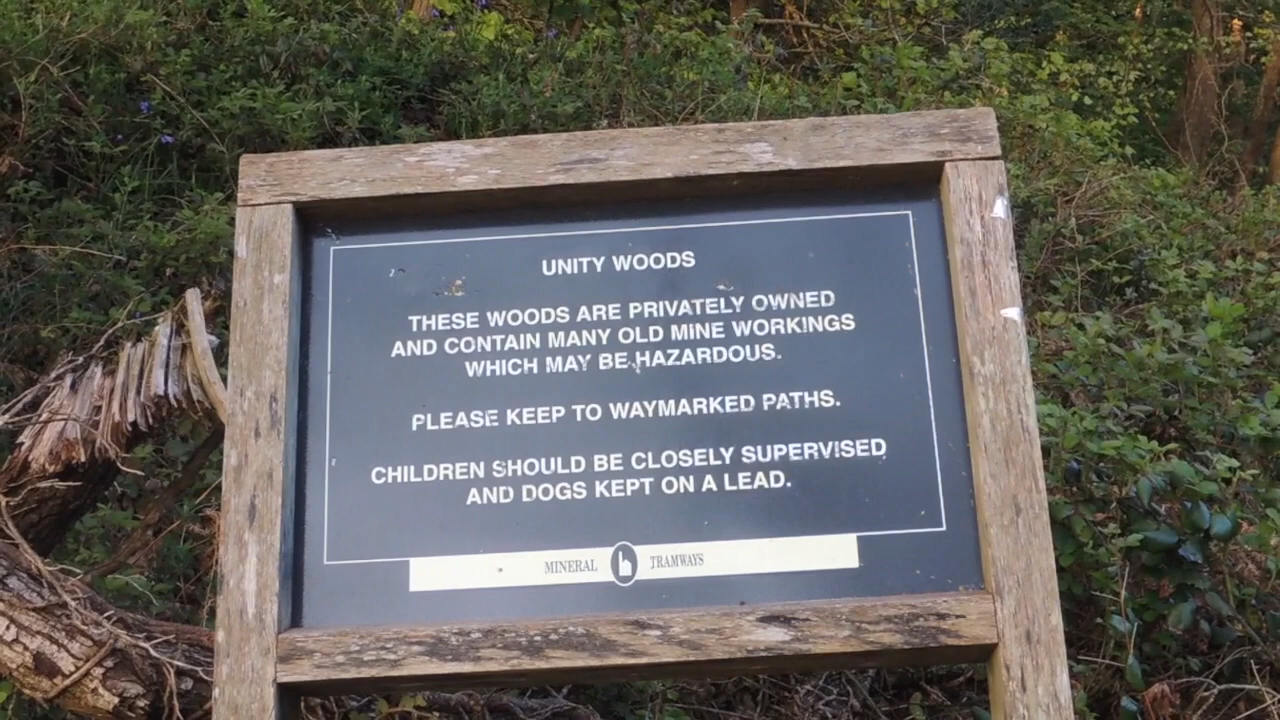 UNITY WOODS
THESE WOODS ARE PRIVATELY OWNED
AND CONTAIN MANY OLD MINE WORKINGS
WHICH MAY BE HAZARDOUS.
PLEASE KEEP TO WAYMARKED PATHS.
CHILDREN SHOULD BE CLOSELY SUPERVISED
AND DOGS KEPT ON A LEAD.
MINERAL TRAMWAYS